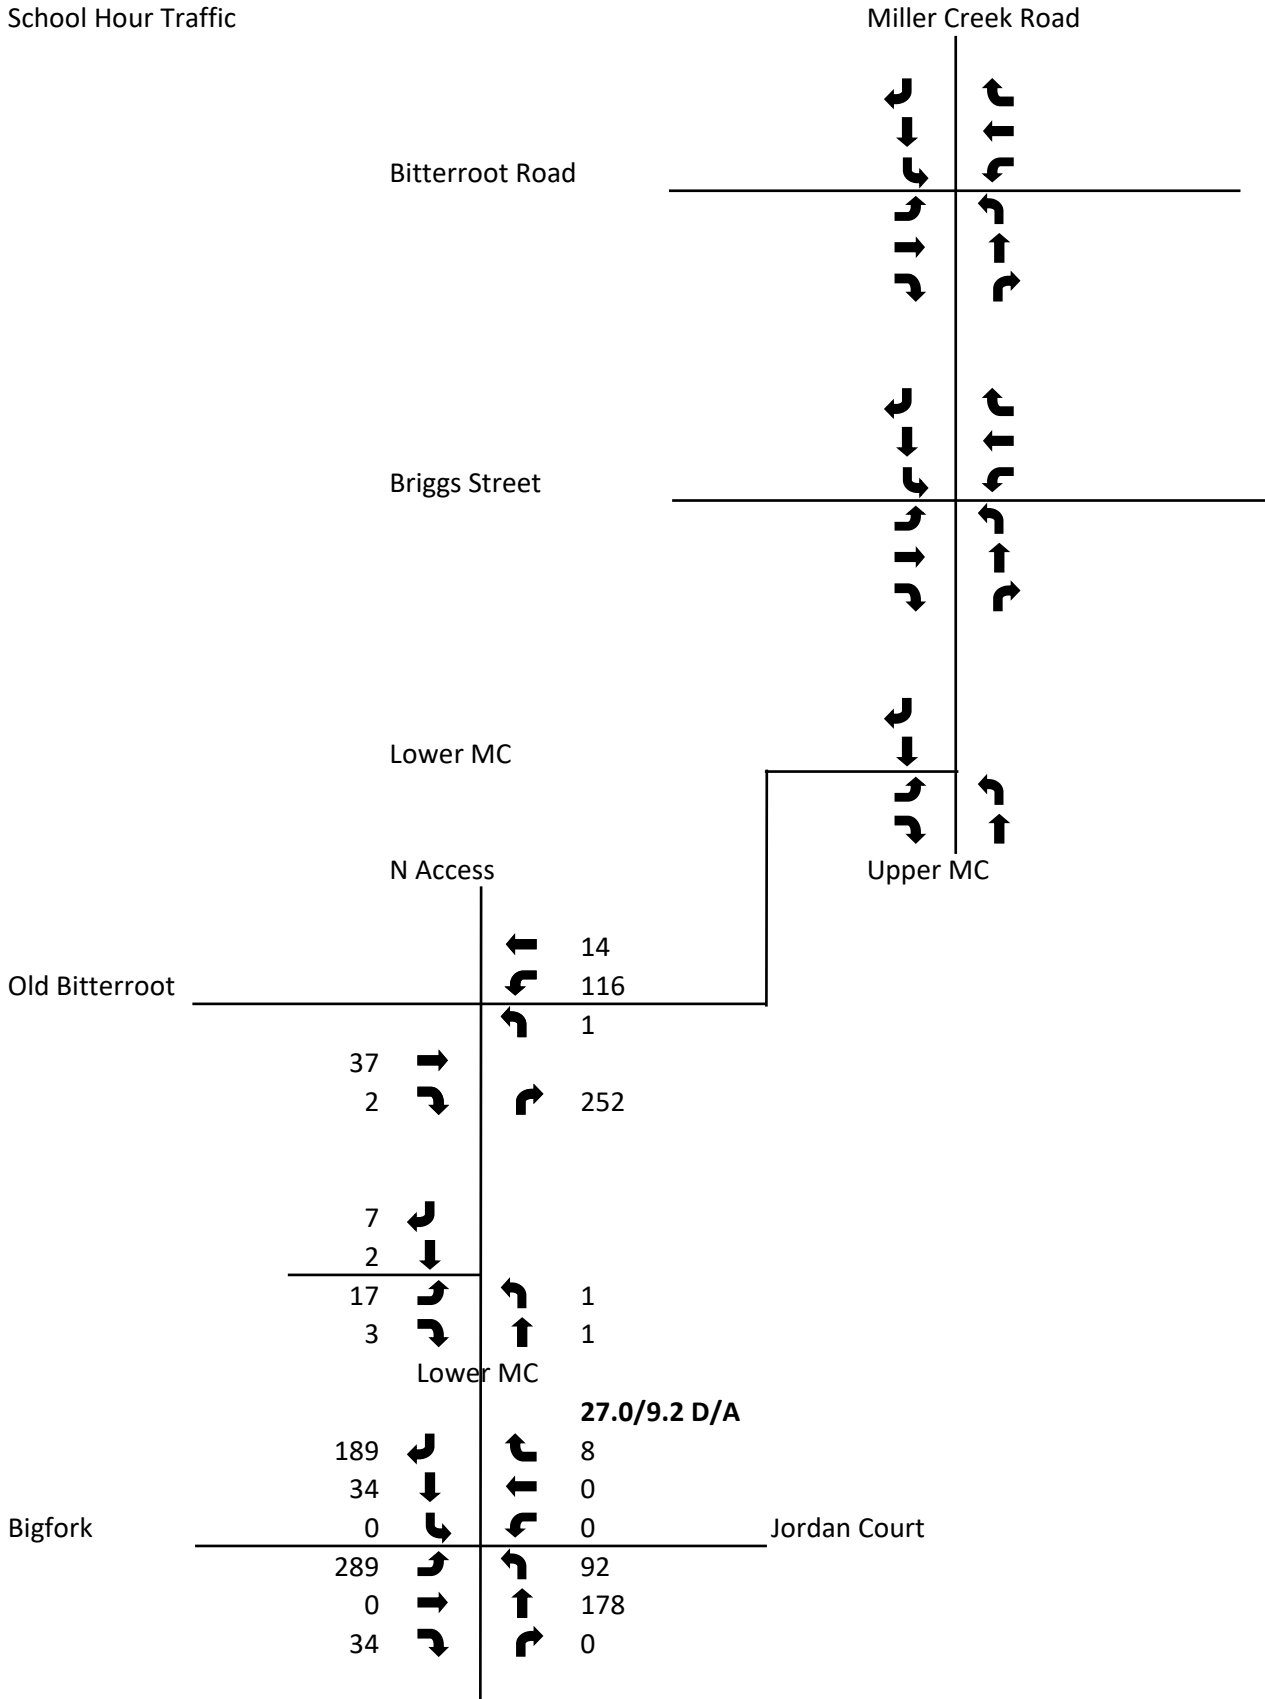 School Hour Traffic
Miller Creek Road
Bitterroot Road
Briggs Street
Lower MC
N Access
Upper MC
14
Old Bitterroot
116
1
37
2
252
7
2
17
1
3
1
Lower MC
27.0/9.2 D/A
189
8
34
0
Bigfork
0
0
Jordan Court
289
92
0
178
34
0